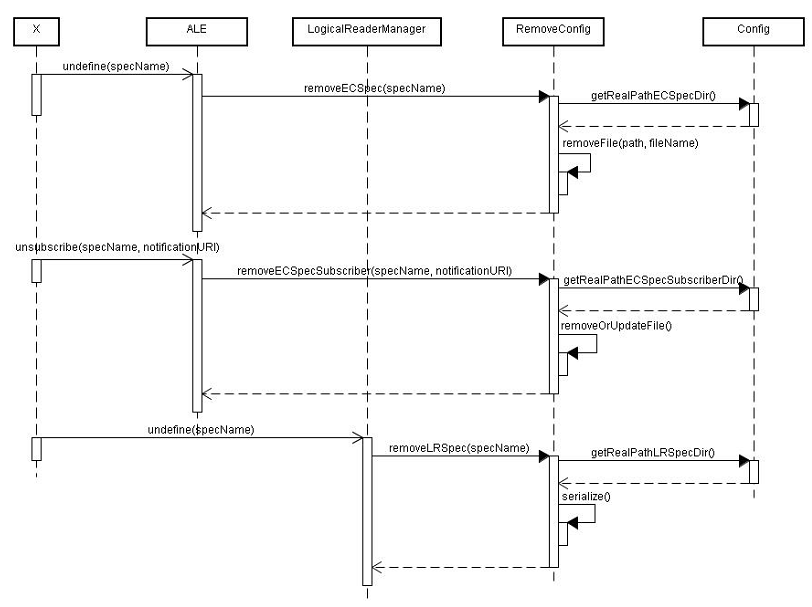 X
ALE
LogicalReaderManager
RemoveConfig
Config
undefine(specName)
removeECSpec(specName)
getRealPathECSpecDir()
removeFile(path, fileName)
unsubscribe(specName, notificationURI)
removeECSpecSubscriber(specName, notificationURI)
getRealPathECSpecSubscriberDir()
removeOrUpdateFile()
undefine(specName)
removeLRSpec(specName)
getRealPathLRSpecDir()
serialize()